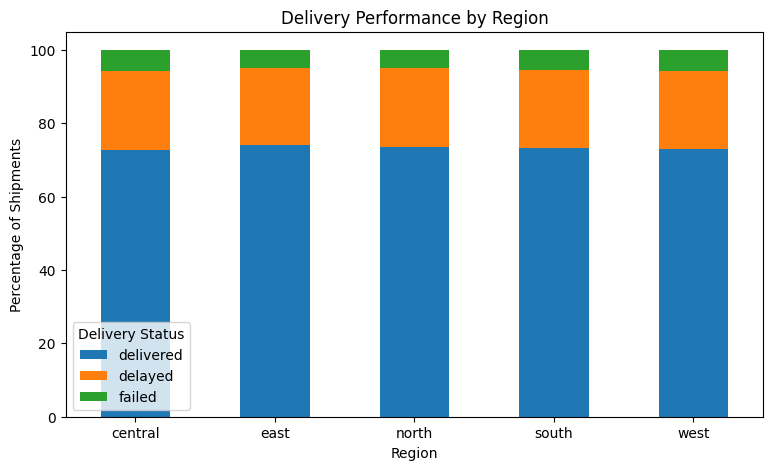 Delivery Performance by Region
Percentage of Shipments
100
80
60
40
20
0
Delivery Status
delivered
delayed
failed
central east north south west
Region